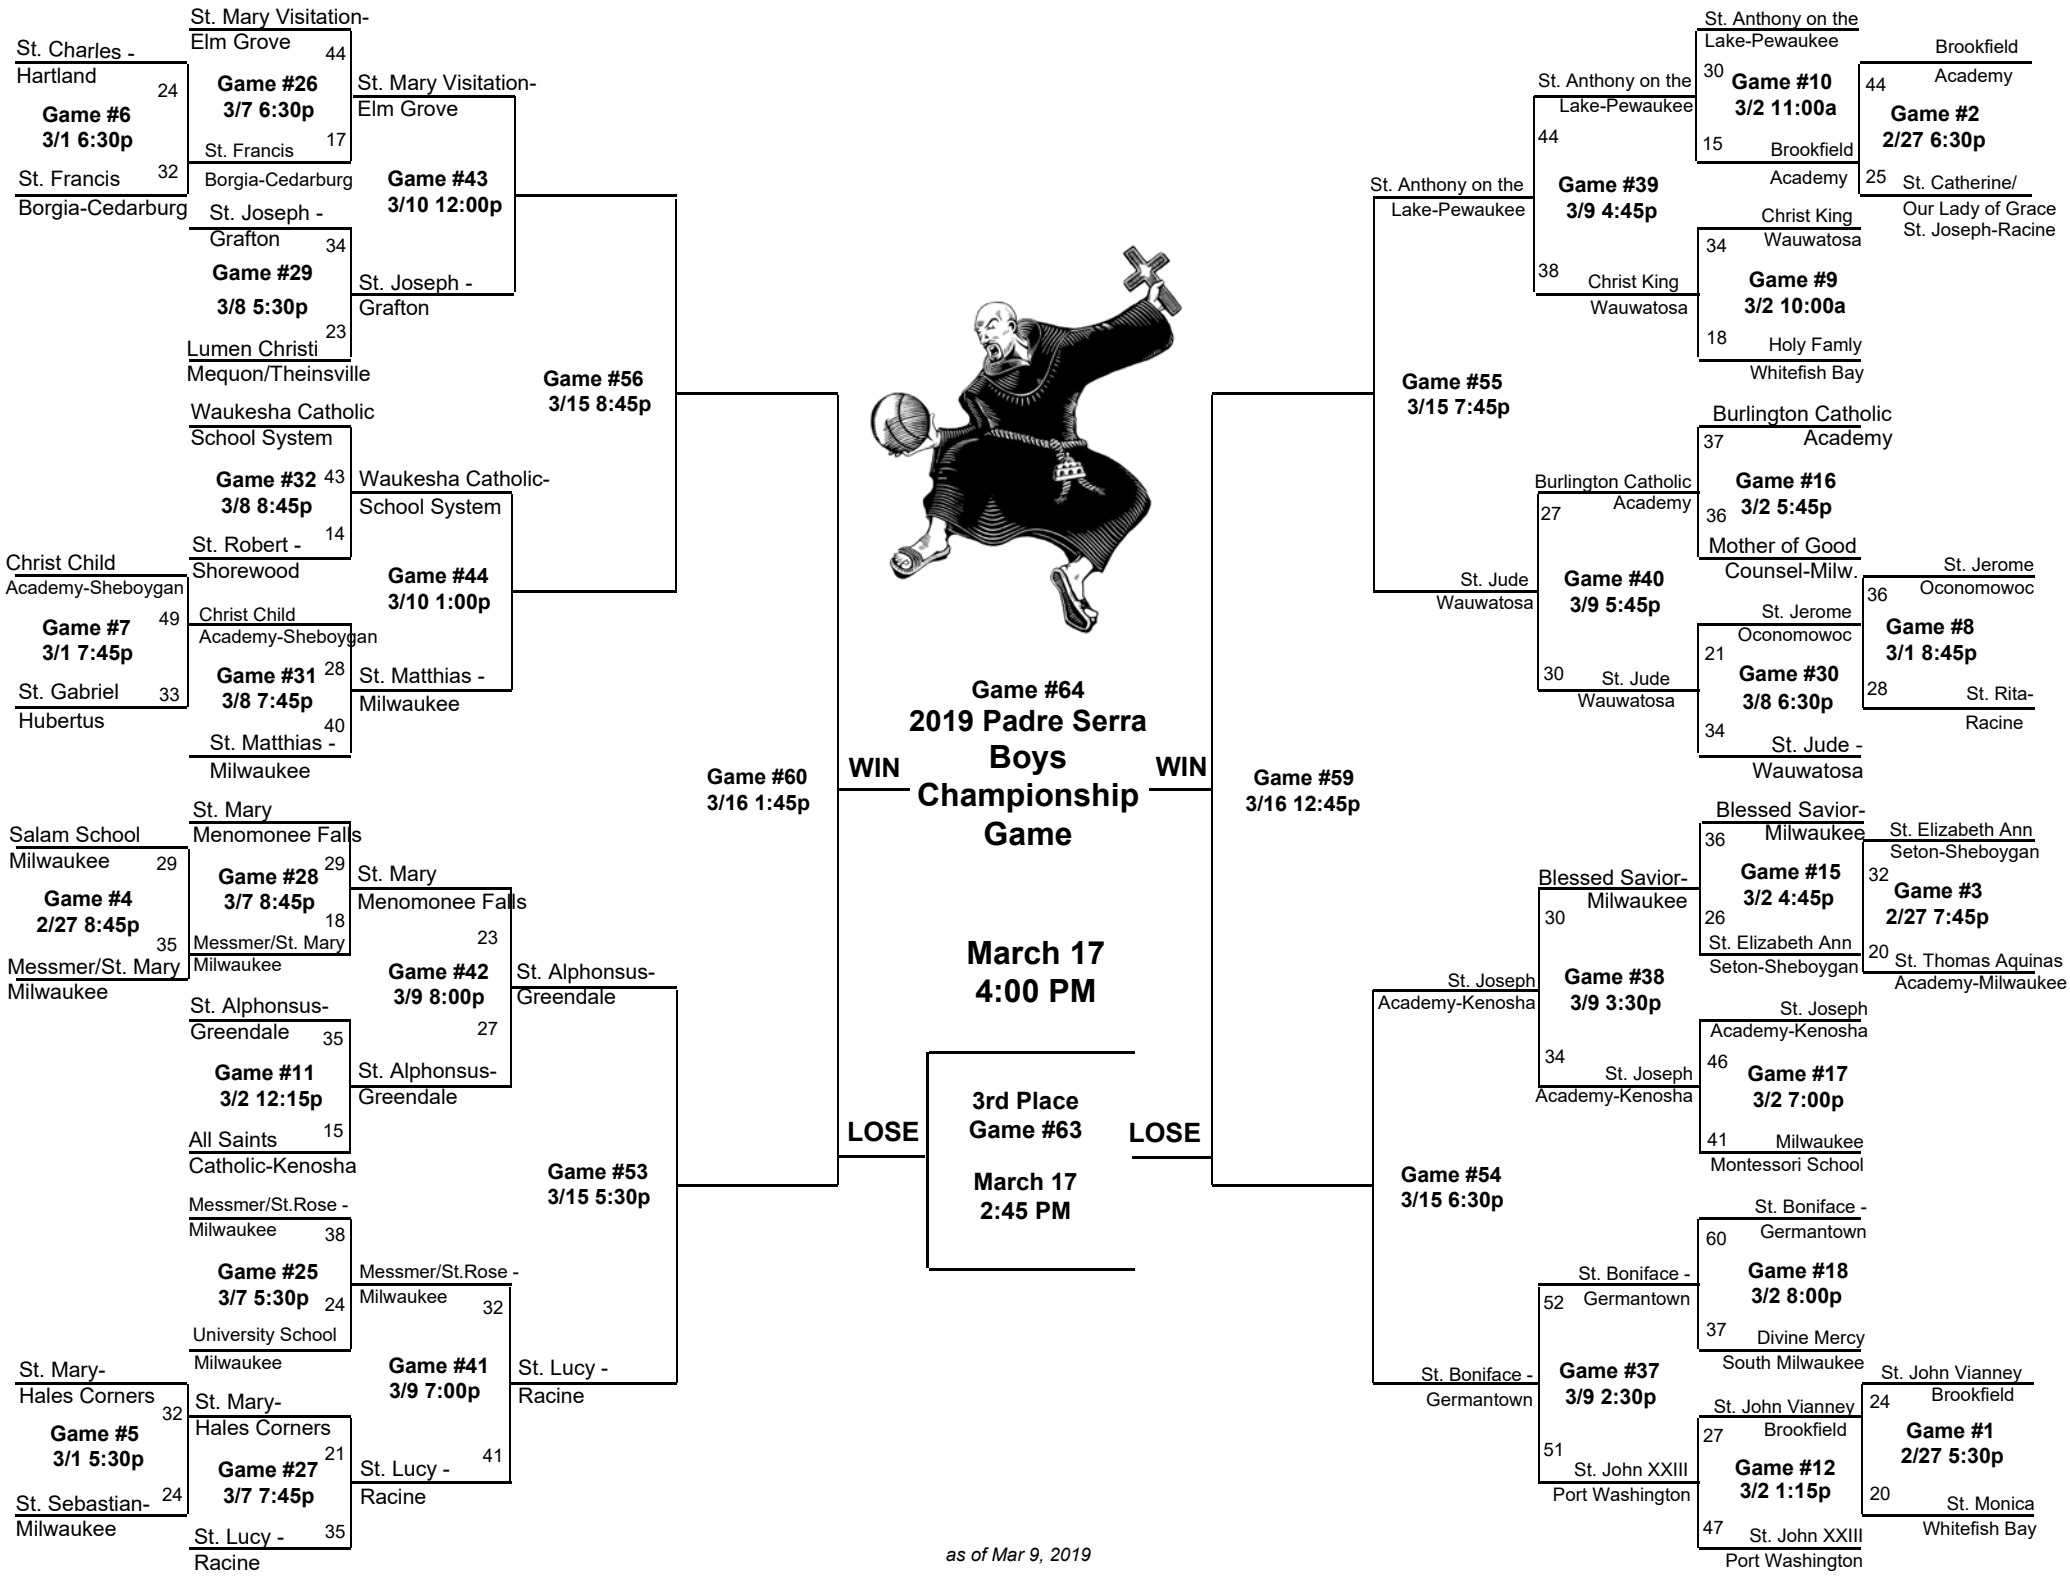 St. Mary Visitation-
Elm Grove
44
St. Charles -
Hartland
24
Game #26
3/7 6:30p
Game #6
3/1 6:30p
17
St. Francis
Borgia-Cedarburg
32
St. Francis
Borgia-Cedarburg
St. Mary Visitation-
Elm Grove
Game #43
3/10 12:00p
St. Joseph -
Grafton
34
Game #29
3/8 5:30p
23
Lumen Christi
Mequon/Theinsville
St. Joseph -
Grafton
Game #56
3/15 8:45p
Waukesha Catholic
School System
Game #32
3/8 8:45p
43
14
St. Robert -
Shorewood
Waukesha Catholic-
School System
Game #44
3/10 1:00p
Christ Child
Academy-Sheboygan
49
Game #7
3/1 7:45p
St. Gabriel
33
Hubertus
Christ Child
Academy-Sheboygan
Game #31
3/8 7:45p
28
40
St. Matthias -
Milwaukee
St. Matthias -
Milwaukee
Game #60
3/16 1:45p
St. Mary
Menomonee Falls
29
Game #28
3/7 8:45p
18
Messmer/St. Mary
Milwaukee
Salam School
Milwaukee
29
Game #4
2/27 8:45p
35
Messmer/St. Mary
Milwaukee
St. Mary
Menomonee Falls
23
Game #42
3/9 8:00p
27
St. Alphonsus-
Greendale
St. Alphonsus-
Greendale
35
Game #11
3/2 12:15p
15
All Saints
Catholic-Kenosha
St. Alphonsus-
Greendale
Game #53
3/15 5:30p
Messmer/St.Rose -
Milwaukee
38
Game #25
3/7 5:30p
24
University School
Milwaukee
Messmer/St.Rose -
Milwaukee
32
Game #41
3/9 7:00p
41
St. Lucy -
Racine
St. Mary-
Hales Corners
32
Game #5
3/1 5:30p
24
St. Sebastian-
Milwaukee
St. Mary-
Hales Corners
21
Game #27
3/7 7:45p
35
St. Lucy -
Racine
St. Lucy -
Racine
Game #64
2019 Padre Serra
Boys
Championship
Game
WIN
WIN
March 17
4:00 PM
3rd Place
Game #63
LOSE
LOSE
March 17
2:45 PM
as of Mar 9, 2019
St. Anthony on the
Lake-Pewaukee
30
Game #10
3/2 11:00a
15
Brookfield
Academy
Brookfield
Academy
44
Game #2
2/27 6:30p
25
St. Catherine/
Our Lady of Grace
St. Joseph-Racine
St. Anthony on the
Lake-Pewaukee
44
Game #39
3/9 4:45p
38
Christ King
Wauwatosa
St. Anthony on the
Lake-Pewaukee
Christ King
Wauwatosa
34
Game #9
3/2 10:00a
18
Holy Famly
Whitefish Bay
Game #55
3/15 7:45p
Burlington Catholic
Academy
37
Game #16
3/2 5:45p
36
Mother of Good
Counsel-Milw.
Burlington Catholic
Academy
27
Game #40
3/9 5:45p
30
St. Jude
Wauwatosa
St. Jude
Wauwatosa
St. Jerome
Oconomowoc
36
Game #8
3/1 8:45p
28
St. Rita-
Racine
St. Jerome
Oconomowoc
21
Game #30
3/8 6:30p
34
St. Jude -
Wauwatosa
Game #59
3/16 12:45p
Blessed Savior-
Milwaukee
36
Game #15
3/2 4:45p
26
St. Elizabeth Ann
Seton-Sheboygan
St. Elizabeth Ann
Seton-Sheboygan
32
Game #3
2/27 7:45p
20
St. Thomas Aquinas
Academy-Milwaukee
Blessed Savior-
Milwaukee
30
Game #38
3/9 3:30p
34
St. Joseph
Academy-Kenosha
St. Joseph
Academy-Kenosha
St. Joseph
Academy-Kenosha
46
Game #17
3/2 7:00p
41
Milwaukee
Montessori School
Game #54
3/15 6:30p
St. Boniface -
Germantown
60
Game #18
3/2 8:00p
37
Divine Mercy
South Milwaukee
St. Boniface -
Germantown
52
Game #37
3/9 2:30p
51
St. John XXIII
Port Washington
St. Boniface -
Germantown
St. John Vianney
Brookfield
24
Game #1
2/27 5:30p
20
St. Monica
Whitefish Bay
St. John Vianney
Brookfield
27
Game #12
3/2 1:15p
47
St. John XXIII
Port Washington